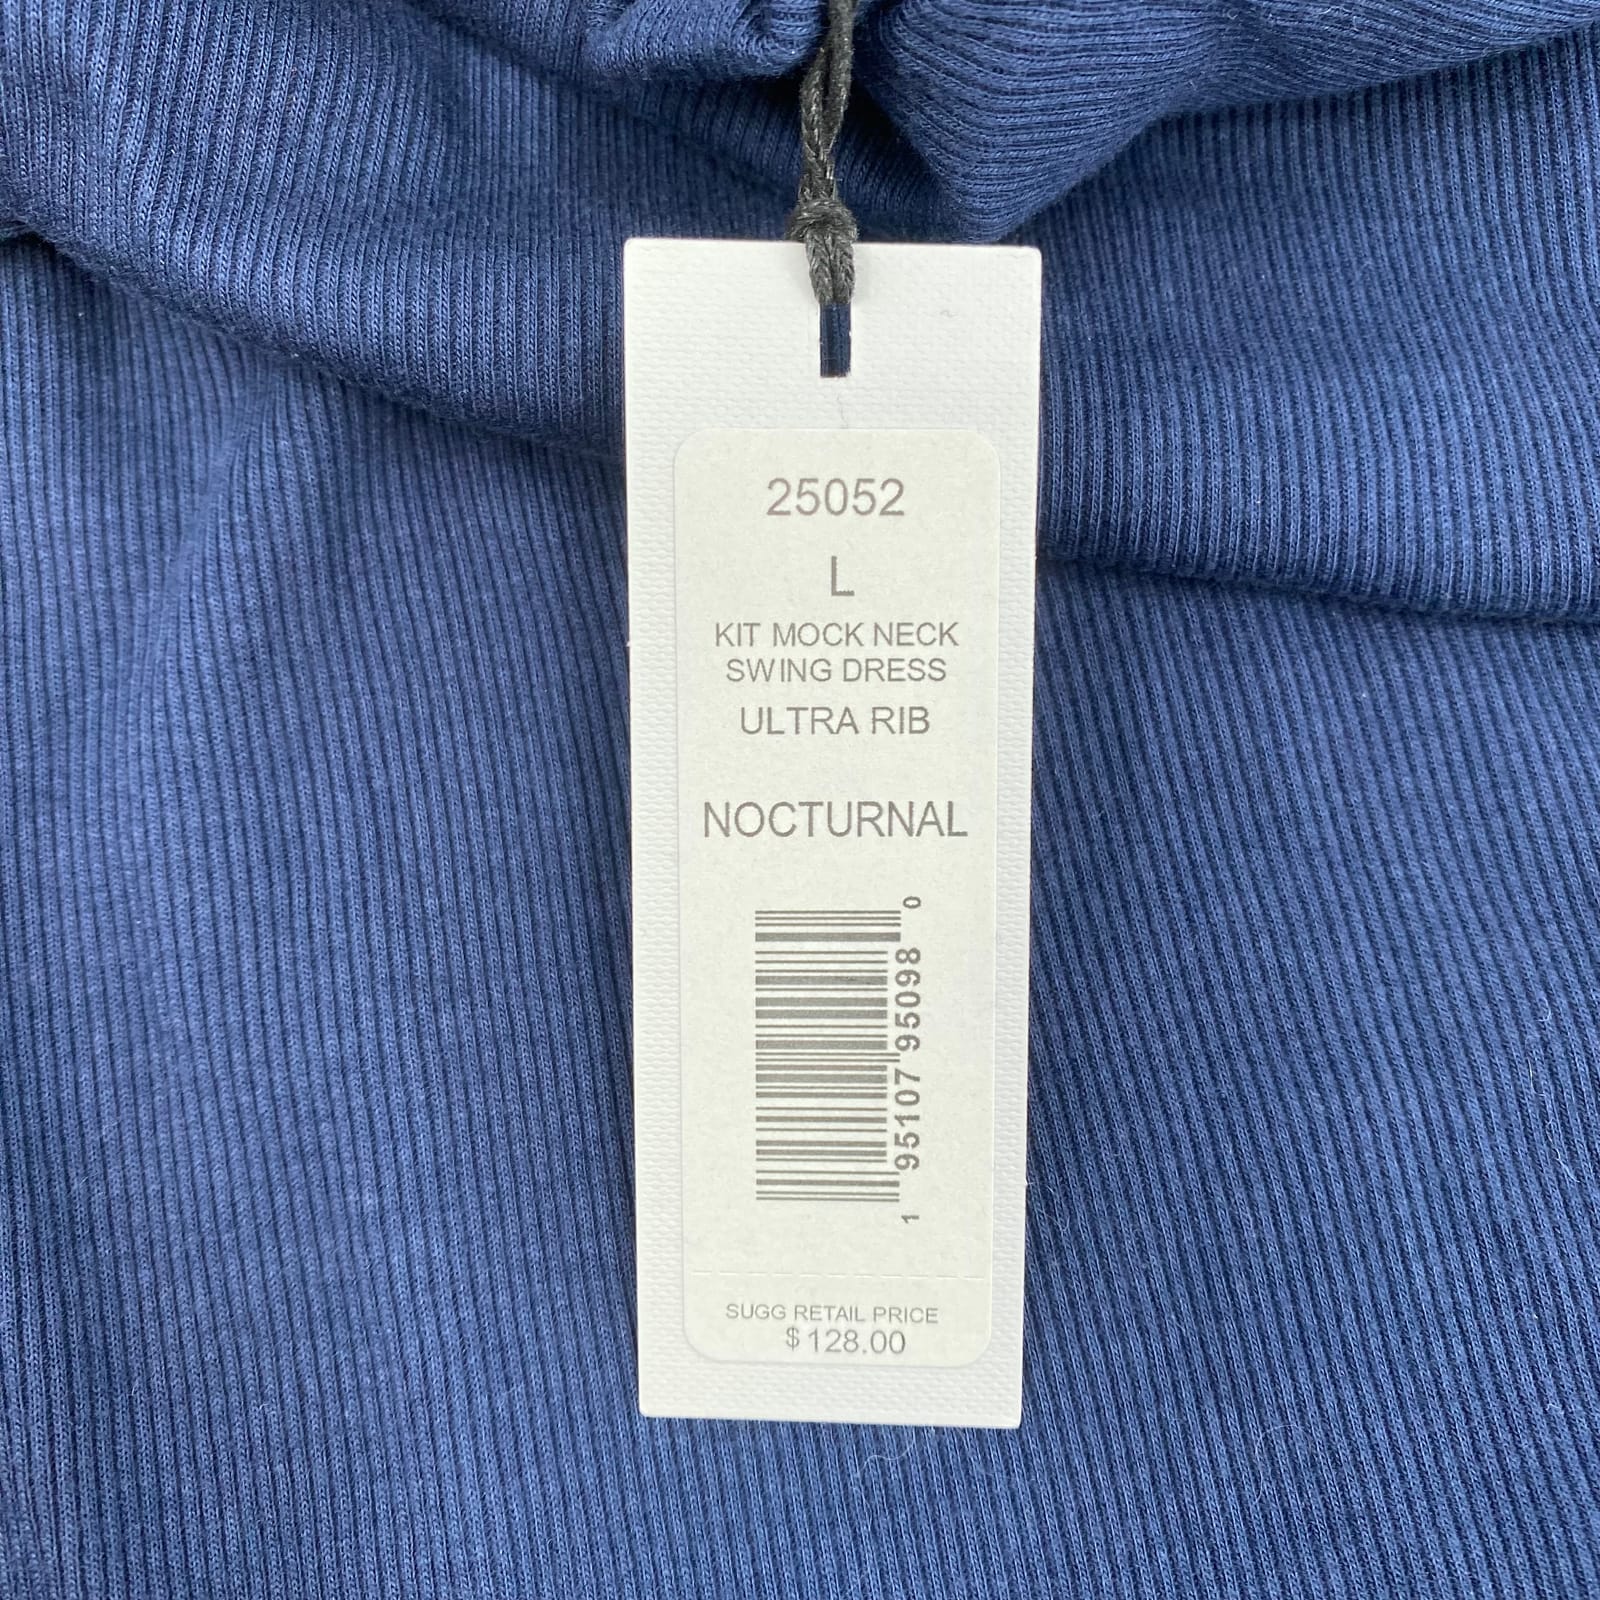 25052
L
KIT MOCK NECK
SWING DRESS
ULTRA RIB
NOCTURNAL
1 95107 95098 0
SUGG RETAIL PRICE
$ 128.00